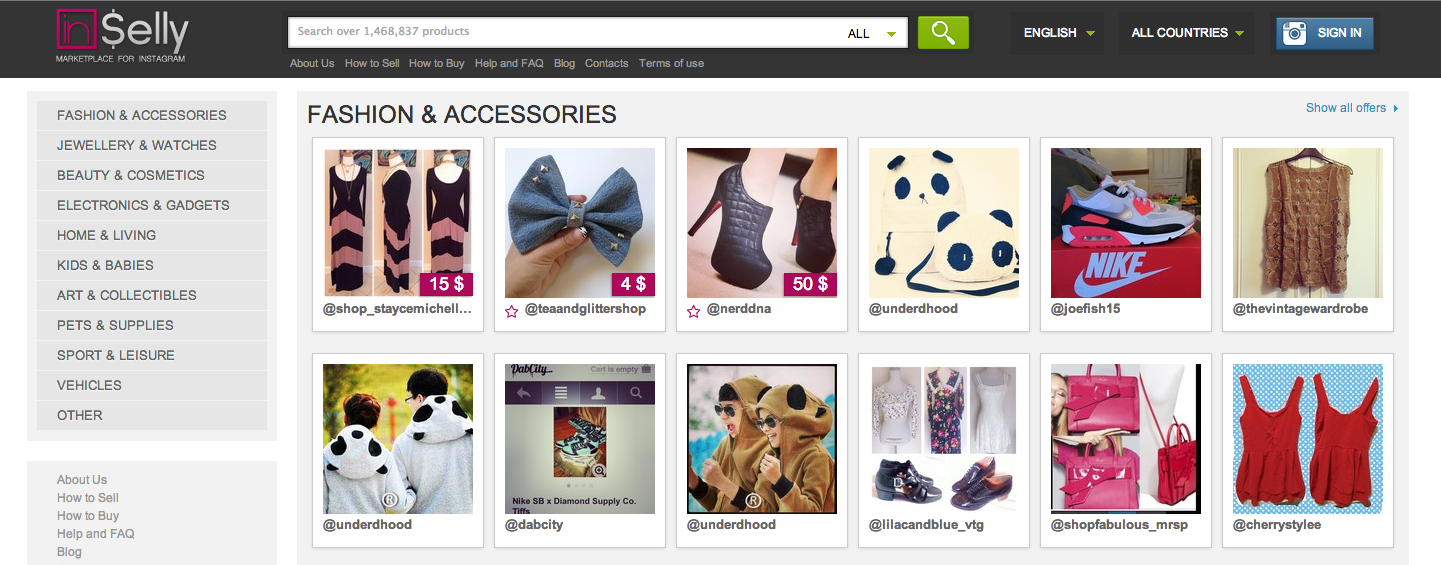 in$elly
MARKETPLACE FOR INSTAGRAM
Search over 1,468,837 products
ALL
ENGLISH
ALL COUNTRIES
SIGN IN
About Us How to Sell How to Buy Help and FAQ Blog Contacts Terms of use
FASHION & ACCESSORIES
JEWELLERY & WATCHES
BEAUTY & COSMETICS
ELECTRONICS & GADGETS
HOME & LIVING
KIDS & BABIES
ART & COLLECTIBLES
PETS & SUPPLIES
SPORT & LEISURE
VEHICLES
OTHER
About Us
How to Sell
How to Buy
Help and FAQ
Blog
FASHION & ACCESSORIES
Show all offers
15 $
4 $
50 $
NIKE
@shop_staycemichell...
@teaandglittershop
@nerddna
@underdhood
@joefish15
@thevintagewardrobe
DabCity...
Cart is empty
Nike SB x Diamond Supply Co.
Tiffs
®
®
@underdhood
@dabcity
@underdhood
@lilacandblue_vtg
@shopfabulous_mrsp
@cherrystylee